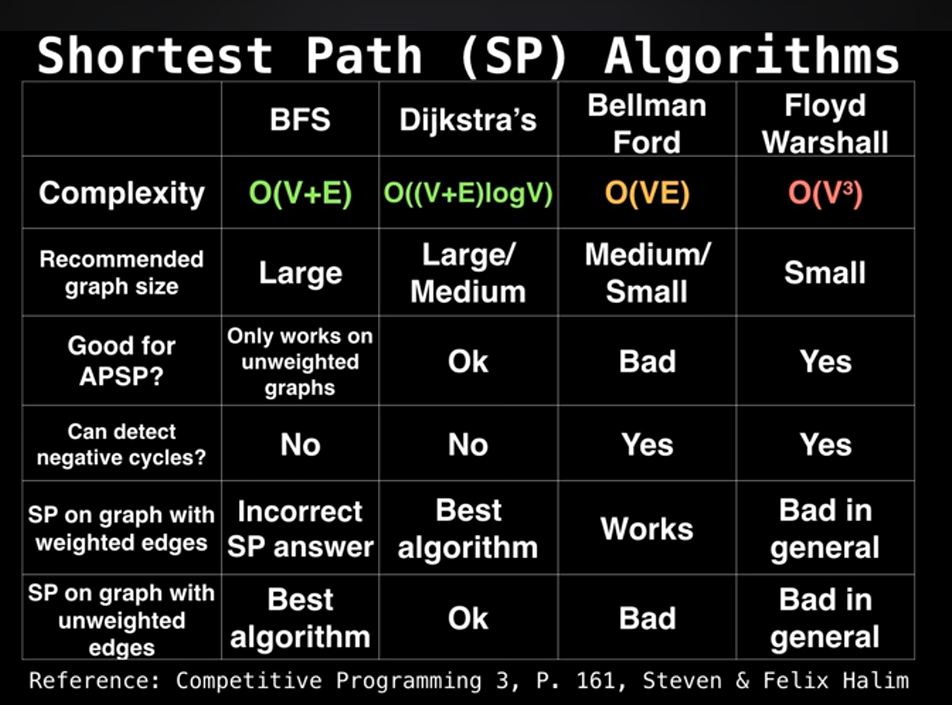 Shortest Path (SP) Algorithms
BFS
Dijkstra’s
Bellman
Ford
Floyd
Warshall
Complexity
O(V+E)
O((V+E)logV)
O(VE)
O(V³)
Recommended
graph size
Large
Large/
Medium
Medium/
Small
Small
Good for
APSP?
Only works on
unweighted
graphs
Ok
Bad
Yes
Can detect
negative cycles?
No
No
Yes
Yes
SP on graph with
weighted edges
Incorrect
SP answer
Best
algorithm
Works
Bad in
general
SP on graph with
unweighted
edges
Best
algorithm
Ok
Bad
Bad in
general
Reference: Competitive Programming 3, P. 161, Steven & Felix Halim